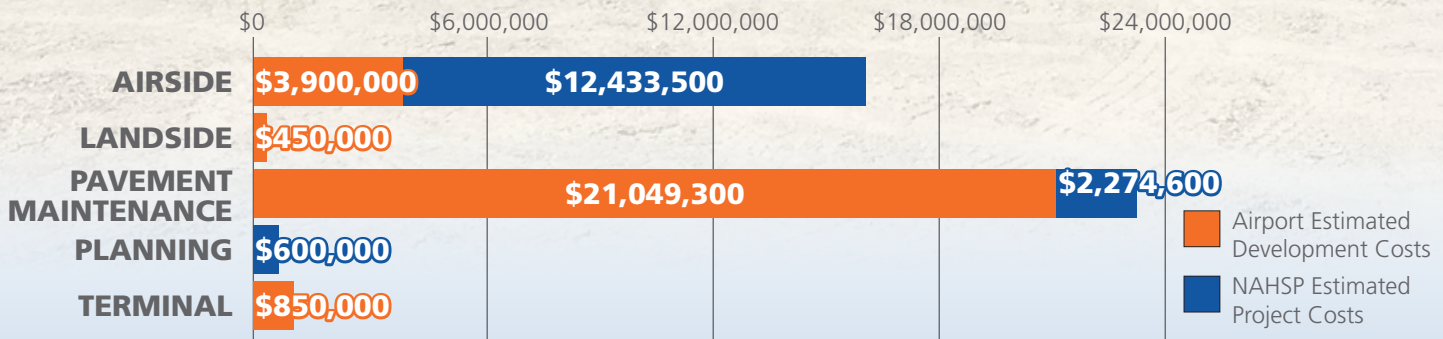 $0 $6,000,000 $12,000,000 $18,000,000 $24,000,000
AIRSIDE $3,900,000 $12,433,500
LANDSIDE $450,000
PAVEMENT
MAINTENANCE $21,049,300 $2,274,600
PLANNING $600,000
TERMINAL $850,000
Airport Estimated
Development Costs
NAHSP Estimated
Project Costs